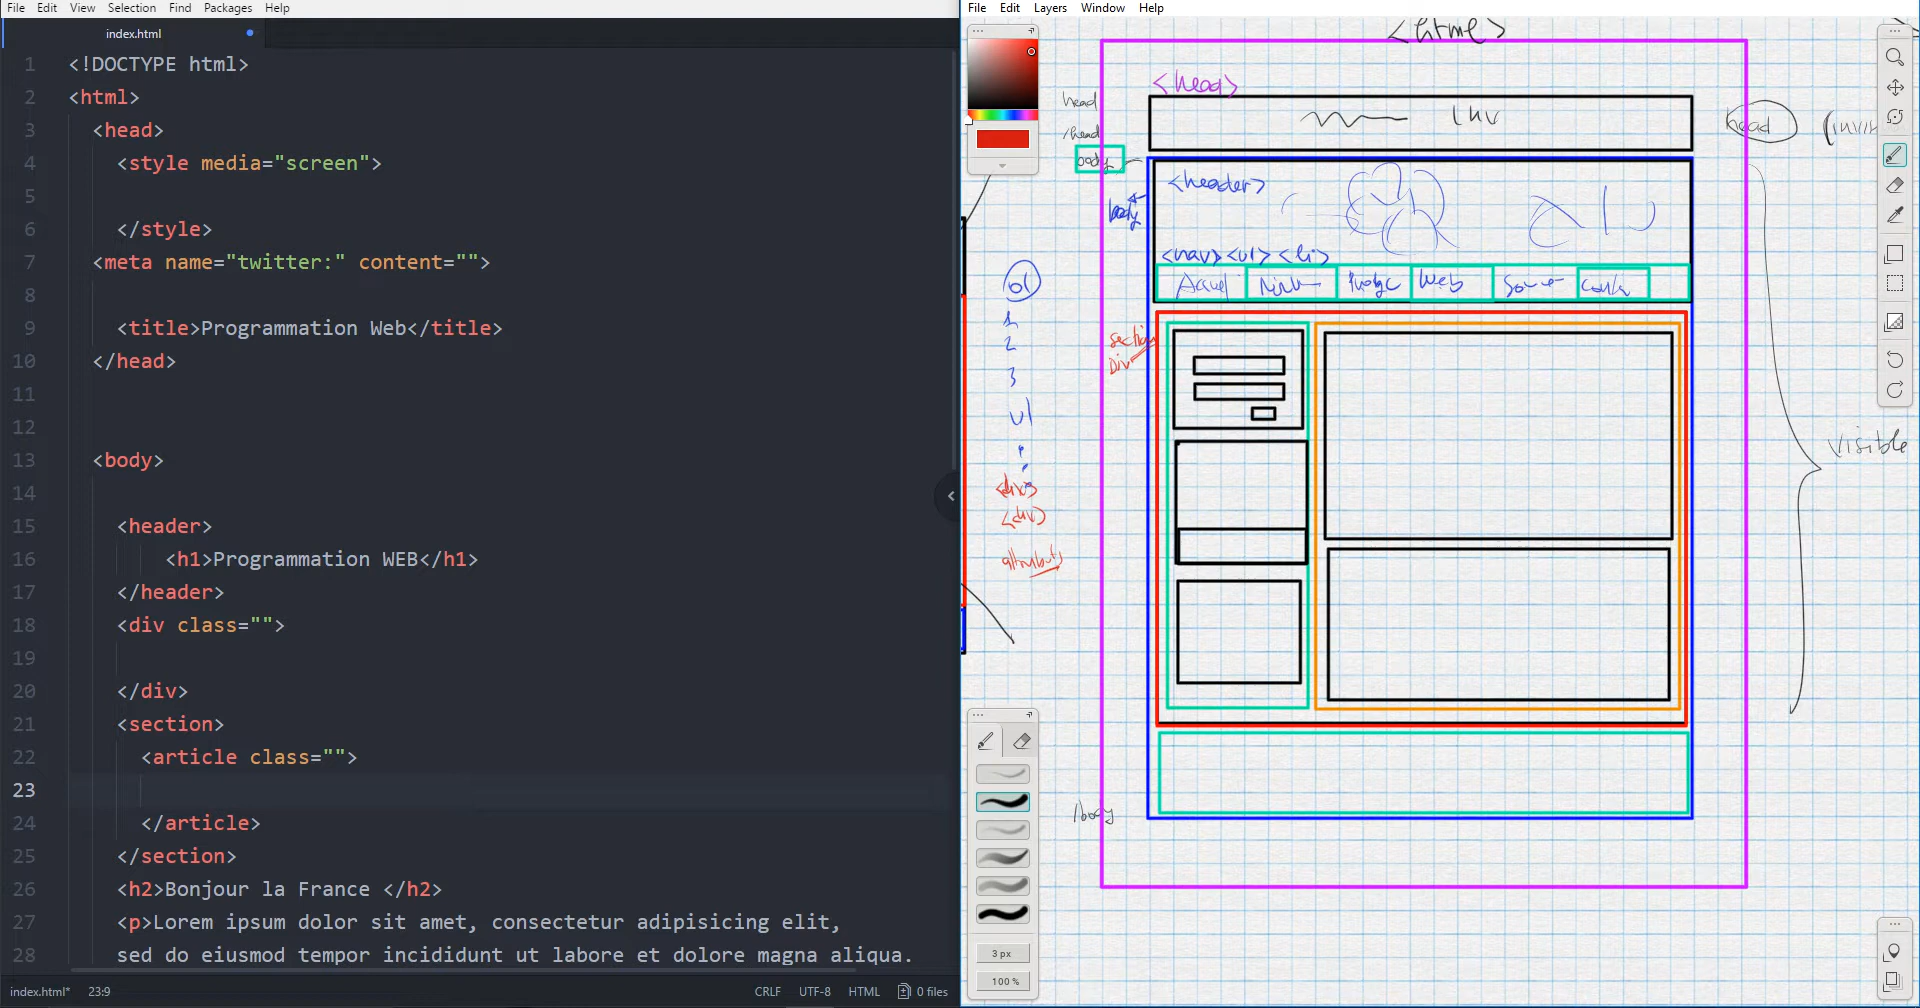 File Edit View Selection Find Packages Help
index.html
1 <!DOCTYPE html>
2 <html>
3 <head>
4 <style media="screen">
5
6 </style>
7 <meta name="twitter:" content="">
8
9 <title>Programmation Web</title>
10 </head>
11
12
13 <body>
14
15 <header>
16 <h1>Programmation WEB</h1>
17 </header>
18 <div class="">
19
20 </div>
21 <section>
22 <article class="">
23
24 </article>
25 </section>
26 <h2>Bonjour la France </h2>
27 <p>Lorem ipsum dolor sit amet, consectetur adipisicing elit,
28 sed do eiusmod tempor incididunt ut labore et dolore magna aliqua.
index.html* 23:9 CRLF UTF-8 HTML 0 files
File Edit Layers Window Help
<html>
<head>
head
/head
body
head
<header>
body
<nav> <ul> <li>
Web
ol
1
2
3
ul
section
Div
<div>
<div>
visible
/body
3 px
100 %